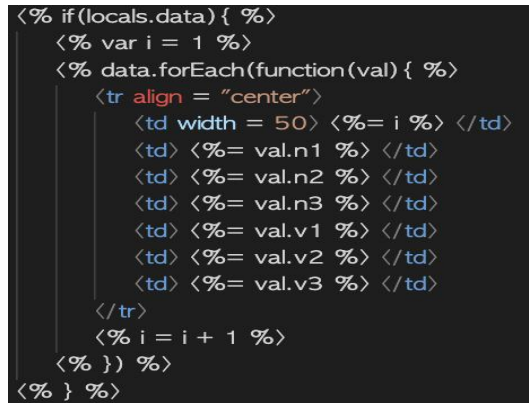 <% if(locals.data) { %>
<% var i = 1 %>
<% data.forEach(function(val) { %>
<tr align = "center">
<td width = 50> <%= i %> </td>
<td> <%= val.n1 %> </td>
<td> <%= val.n2 %> </td>
<td> <%= val.n3 %> </td>
<td> <%= val.v1 %> </td>
<td> <%= val.v2 %> </td>
<td> <%= val.v3 %> </td>
</tr>
<% i = i + 1 %>
<% }) %>
<% } %>